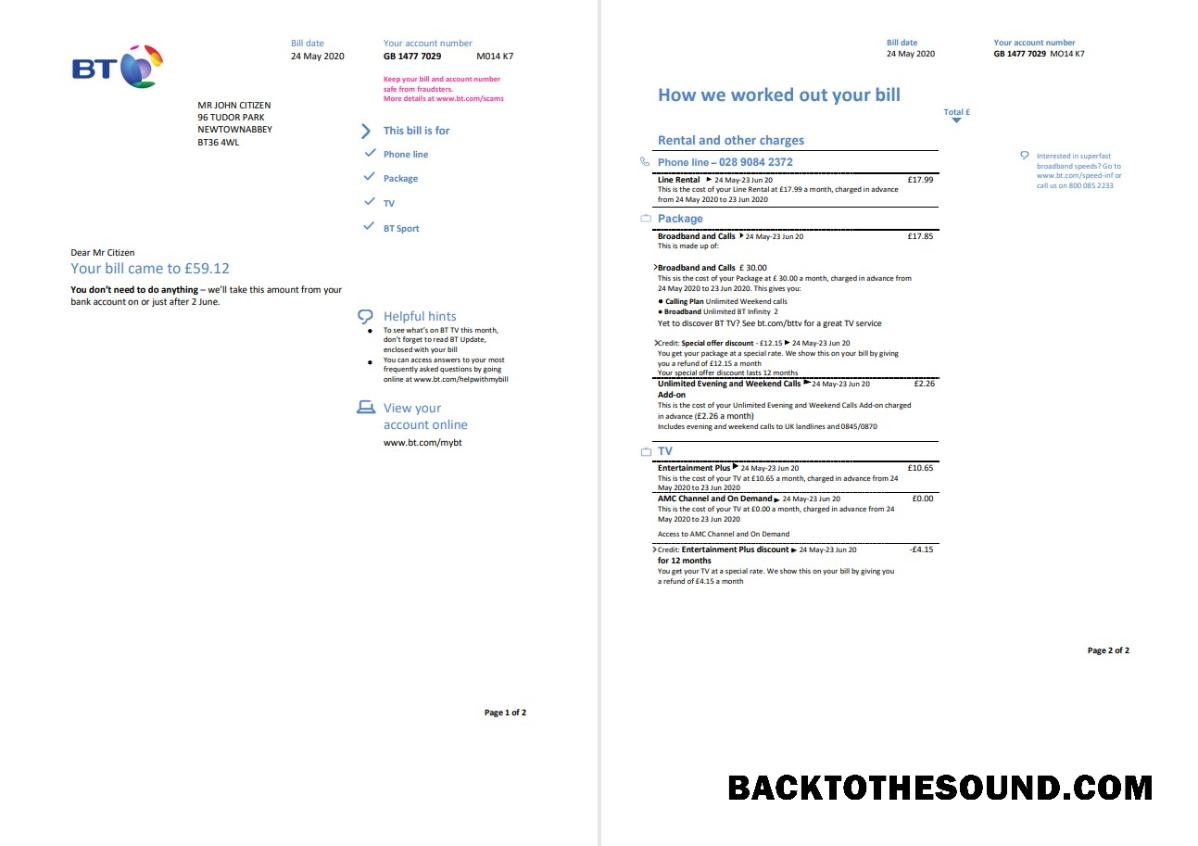 BT
Bill date
24 May 2020
Your account number
GB 1477 7029 M014 K7
Keep your bill and account number
safe from fraudsters.
More details at www.bt.com/scams
MR JOHN CITIZEN
96 TUDOR PARK
NEWTOWNABBEY
BT36 4WL
This bill is for
Phone line
Package
TV
BT Sport
Dear Mr Citizen
Your bill came to £59.12
You don't need to do anything – we'll take this amount from your
bank account on or just after 2 June.
Helpful hints
● To see what's on BT TV this month,
don't forget to read BT Update,
enclosed with your bill
● You can access answers to your most
frequently asked questions by going
online at www.bt.com/helpwithmybill
View your
account online
www.bt.com/mybt
Page 1 of 2
Bill date
24 May 2020
Your account number
GB 1477 7029 MO14 K7
How we worked out your bill
Total £
Rental and other charges
Phone line – 028 9084 2372
Line Rental ► 24 May-23 Jun 20 £17.99
This is the cost of your Line Rental at £17.99 a month, charged in advance
from 24 May 2020 to 23 Jun 2020
Interested in superfast
broadband speeds? Go to
www.bt.com/speed-inf or
call us on 800 085 2233
Package
Broadband and Calls ► 24 May-23 Jun 20 £17.85
This is made up of:
Broadband and Calls £ 30.00
This sis the cost of your Package at £ 30.00 a month, charged in advance from
24 May 2020 to 23 Jun 2020. This gives you:
● Calling Plan Unlimited Weekend calls
● Broadband Unlimited BT Infinity 2
Yet to discover BT TV? See bt.com/bttv for a great TV service
Credit: Special offer discount - £12.15 ► 24 May-23 Jun 20
You get your package at a special rate. We show this on your bill by giving
you a refund of £12.15 a month
Your special offer discount lasts 12 months
Unlimited Evening and Weekend Calls ► 24 May-23 Jun 20 £2.26
Add-on
This is the cost of your Unlimited Evening and Weekend Calls Add-on charged
in advance (£2.26 a month)
Includes evening and weekend calls to UK landlines and 0845/0870
TV
Entertainment Plus ► 24 May-23 Jun 20 £10.65
This is the cost of your TV at £10.65 a month, charged in advance from 24
May 2020 to 23 Jun 2020
AMC Channel and On Demand ► 24 May-23 Jun 20 £0.00
This is the cost of your TV at £0.00 a month, charged in advance from 24
May 2020 to 23 Jun 2020
Access to AMC Channel and On Demand
Credit: Entertainment Plus discount ► 24 May-23 Jun 20 -£4.15
for 12 months
You get your TV at a special rate. We show this on your bill by giving you
a refund of £4.15 a month
Page 2 of 2
BACKTOTHESOUND.COM